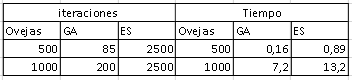 iteraciones Tiempo
Ovejas GA ES Ovejas GA ES
500 85 2500 500 0,16 0,89
1000 200 2500 1000 7,2 13,2